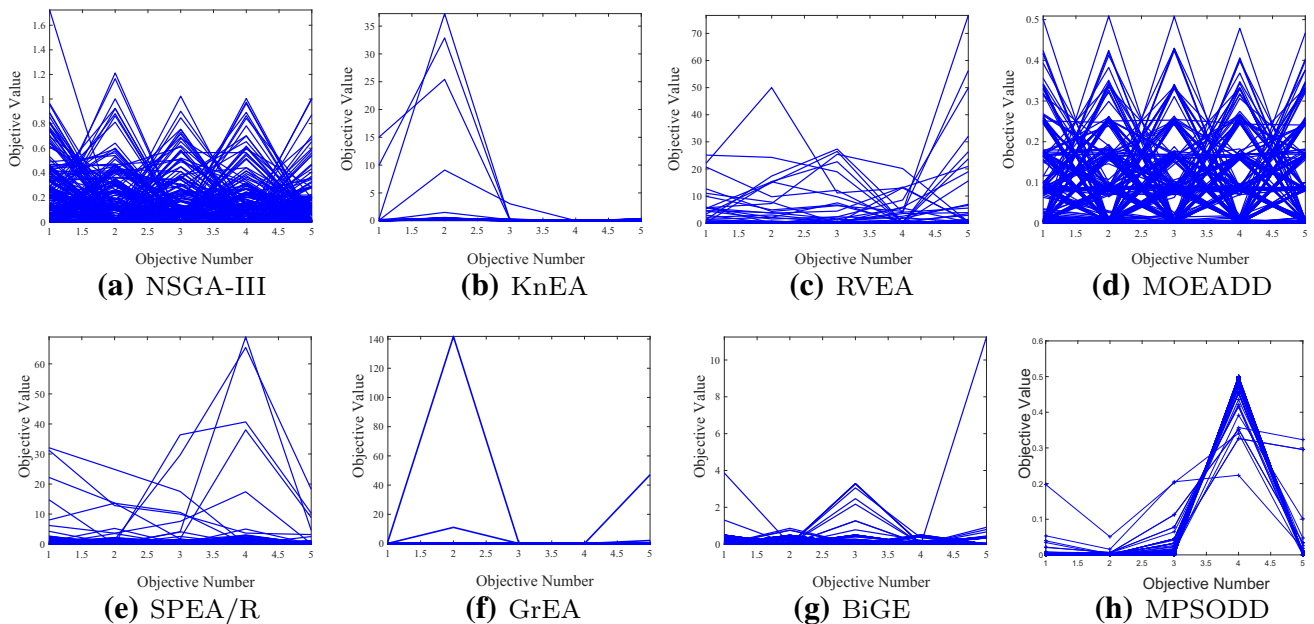 Objective Value
1.8
1.6
1.4
1.2
1
0.8
0.6
0.4
0.2
0
1 1.5 2 2.5 3 3.5 4 4.5 5
Objective Number
(a) NSGA-III
Objective Value
35
30
25
20
15
10
5
0
1 1.5 2 2.5 3 3.5 4 4.5 5
Objective Number
(b) KnEA
Objective Value
70
60
50
40
30
20
10
0
1 1.5 2 2.5 3 3.5 4 4.5 5
Objective Number
(c) RVEA
Obective Value
0.5
0.4
0.3
0.2
0.1
0
1 1.5 2 2.5 3 3.5 4 4.5 5
Objective Number
(d) MOEADD
Objective Value
60
50
40
30
20
10
0
1 1.5 2 2.5 3 3.5 4 4.5 5
Objective Number
(e) SPEA/R
Objective Value
140
120
100
80
60
40
20
0
1 1.5 2 2.5 3 3.5 4 4.5 5
Objective Number
(f) GrEA
Objective Value
10
8
6
4
2
0
1 1.5 2 2.5 3 3.5 4 4.5 5
Objective Number
(g) BiGE
Objective Value
0.6
0.5
0.4
0.3
0.2
0.1
0
1 1.5 2 2.5 3 3.5 4 4.5 5
Objective Number
(h) MPSODD